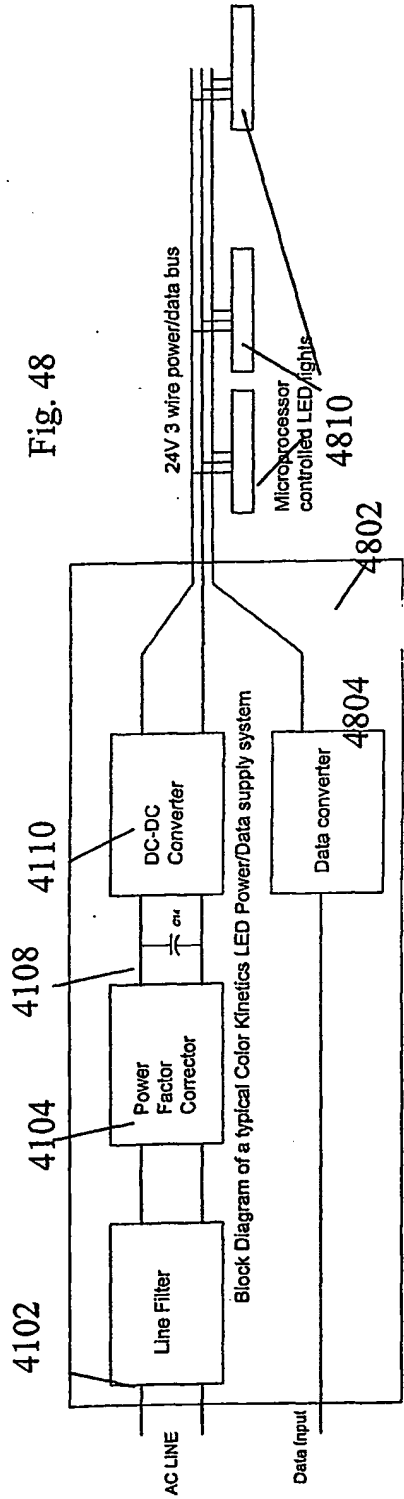 Fig. 48
4102
4104
4108
4110
AC LINE
Line Filter
Power
Factor
Corrector
DC-DC
Converter
24V 3 wire power/data bus
Block Diagram of a typical Color Kinetics LED Power/Data supply system
Data Input
Data converter
4804
4802
Microprocessor
controlled LED lights
4810